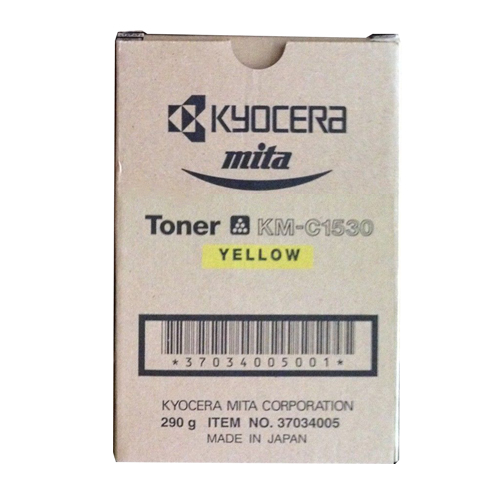 KYOCERA
mita
Toner KM-C1530
YELLOW
*37034005001*
KYOCERA MITA CORPORATION
290 g ITEM NO. 37034005
MADE IN JAPAN